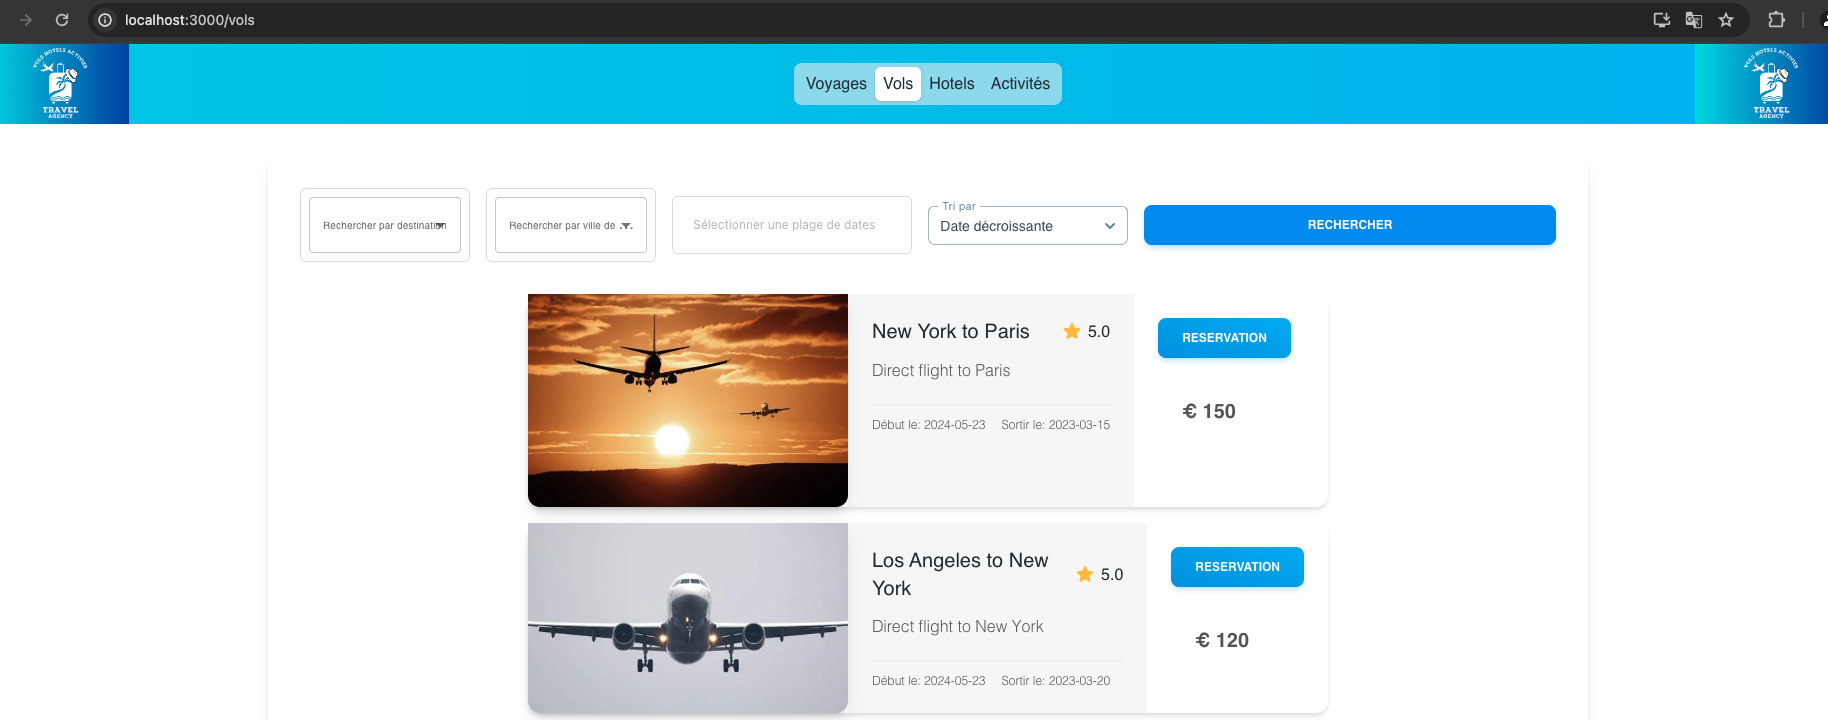 localhost:3000/vols
VOLS HOTELS ACTIVIES
TRAVEL
AGENCY
Voyages Vols Hotels Activités
VOLS HOTELS ACTIVIES
TRAVEL
AGENCY
Rechercher par destination
Rechercher par ville de ...
Sélectionner une plage de dates
Tri par
Date décroissante
RECHERCHER
New York to Paris 5.0
Direct flight to Paris
Début le: 2024-05-23 Sortir le: 2023-03-15
RESERVATION
€ 150
Los Angeles to New
York
5.0
Direct flight to New York
Début le: 2024-05-23 Sortir le: 2023-03-20
RESERVATION
€ 120